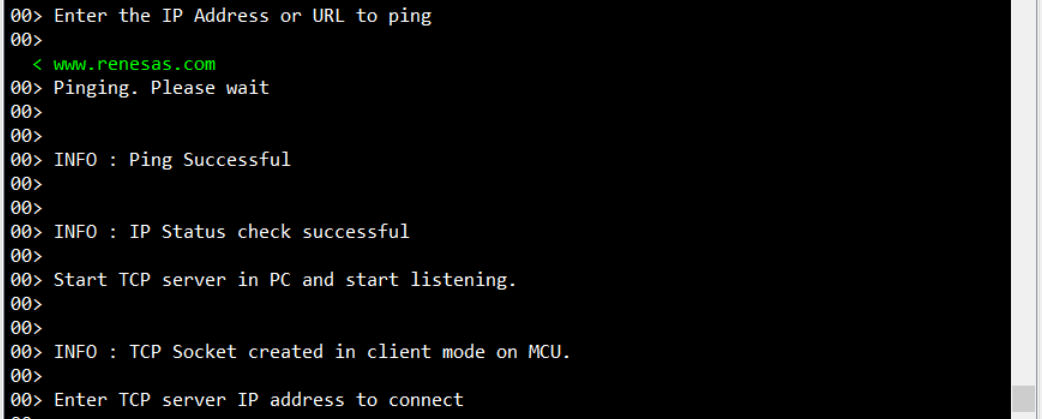 00> Enter the IP Address or URL to ping
00>
< www.renesas.com
00> Pinging. Please wait
00>
00>
00> INFO : Ping Successful
00>
00>
00> INFO : IP Status check successful
00>
00> Start TCP server in PC and start listening.
00>
00>
00> INFO : TCP Socket created in client mode on MCU.
00>
00> Enter TCP server IP address to connect